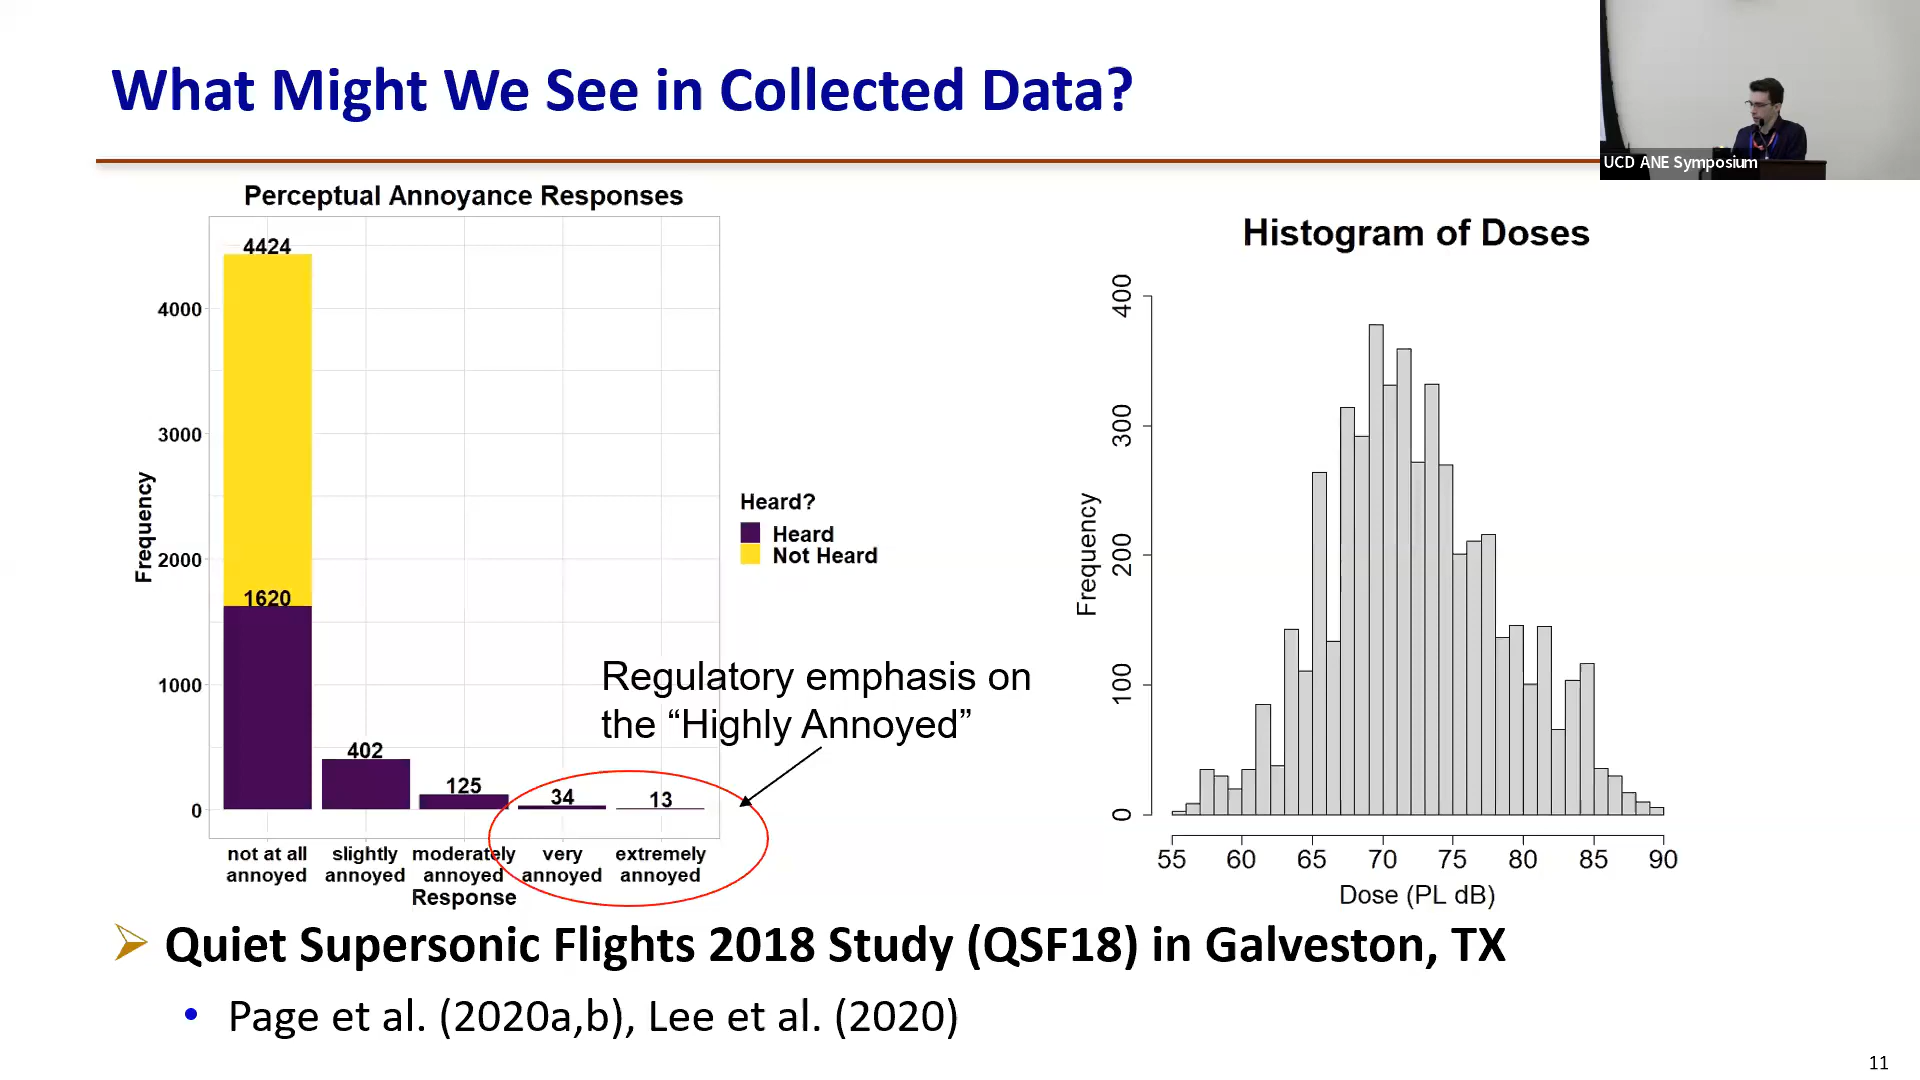 What Might We See in Collected Data?
UCD ANE Symposium
Perceptual Annoyance Responses
4424
4000
3000
2000
1620
1000
0
402
125
34
13
Frequency
not at all annoyed
slightly annoyed
moderately annoyed
very annoyed
extremely annoyed
Response
Heard?
Heard
Not Heard
Regulatory emphasis on
the “Highly Annoyed”
Histogram of Doses
400
300
200
100
0
Frequency
55 60 65 70 75 80 85 90
Dose (PL dB)
Quiet Supersonic Flights 2018 Study (QSF18) in Galveston, TX
• Page et al. (2020a,b), Lee et al. (2020)
11